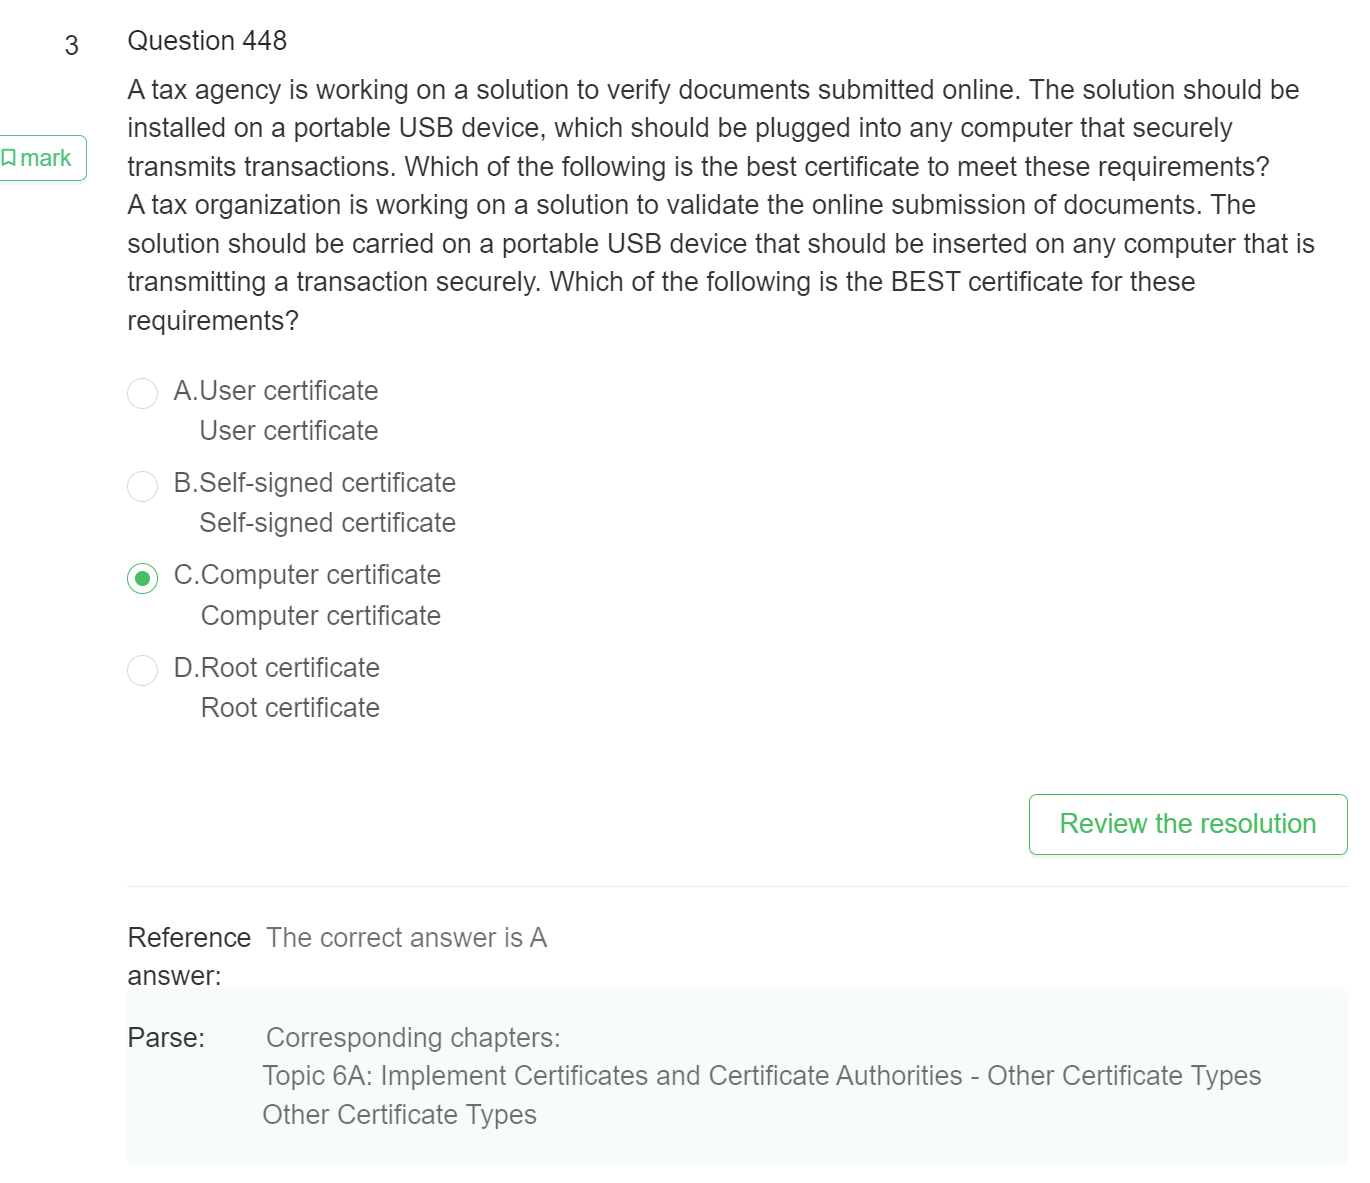 3
Question 448
mark
A tax agency is working on a solution to verify documents submitted online. The solution should be
installed on a portable USB device, which should be plugged into any computer that securely
transmits transactions. Which of the following is the best certificate to meet these requirements?
A tax organization is working on a solution to validate the online submission of documents. The
solution should be carried on a portable USB device that should be inserted on any computer that is
transmitting a transaction securely. Which of the following is the BEST certificate for these
requirements?
A.User certificate
User certificate
B.Self-signed certificate
Self-signed certificate
C.Computer certificate
Computer certificate
D.Root certificate
Root certificate
Review the resolution
Reference The correct answer is A
answer:
Parse: Corresponding chapters:
Topic 6A: Implement Certificates and Certificate Authorities - Other Certificate Types
Other Certificate Types